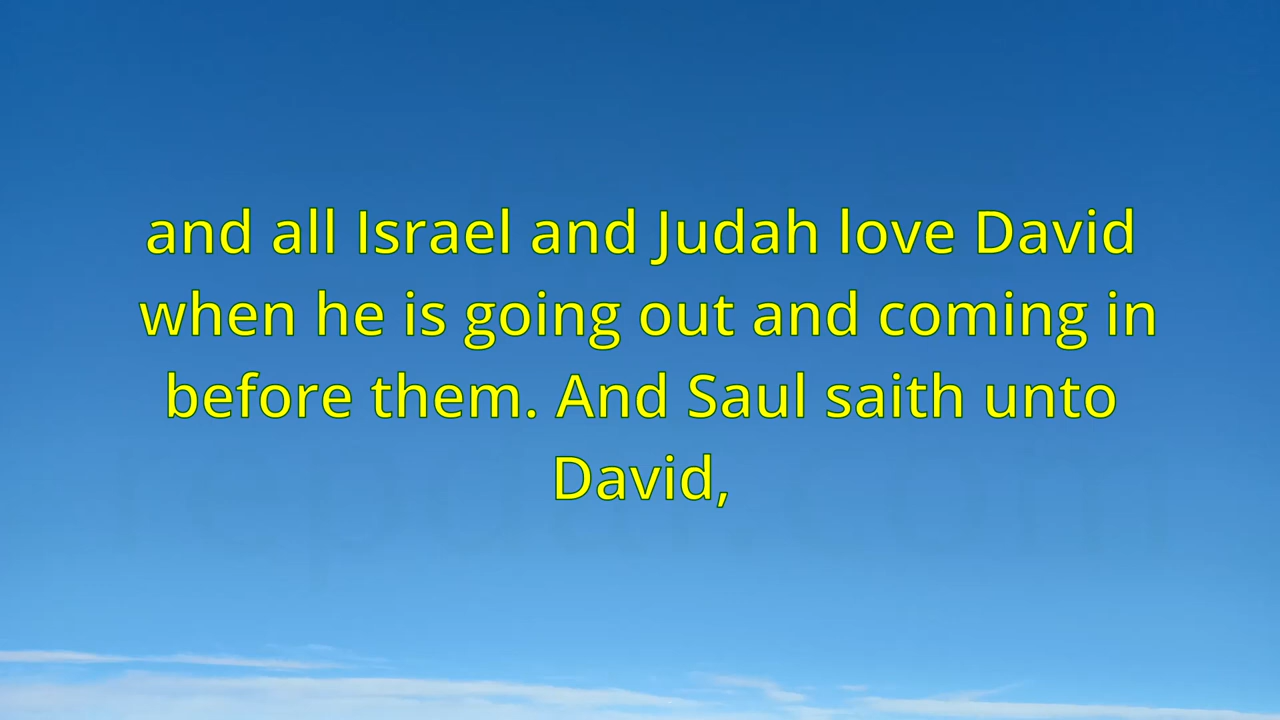 and all Israel and Judah love David
when he is going out and coming in
before them. And Saul saith unto
David,